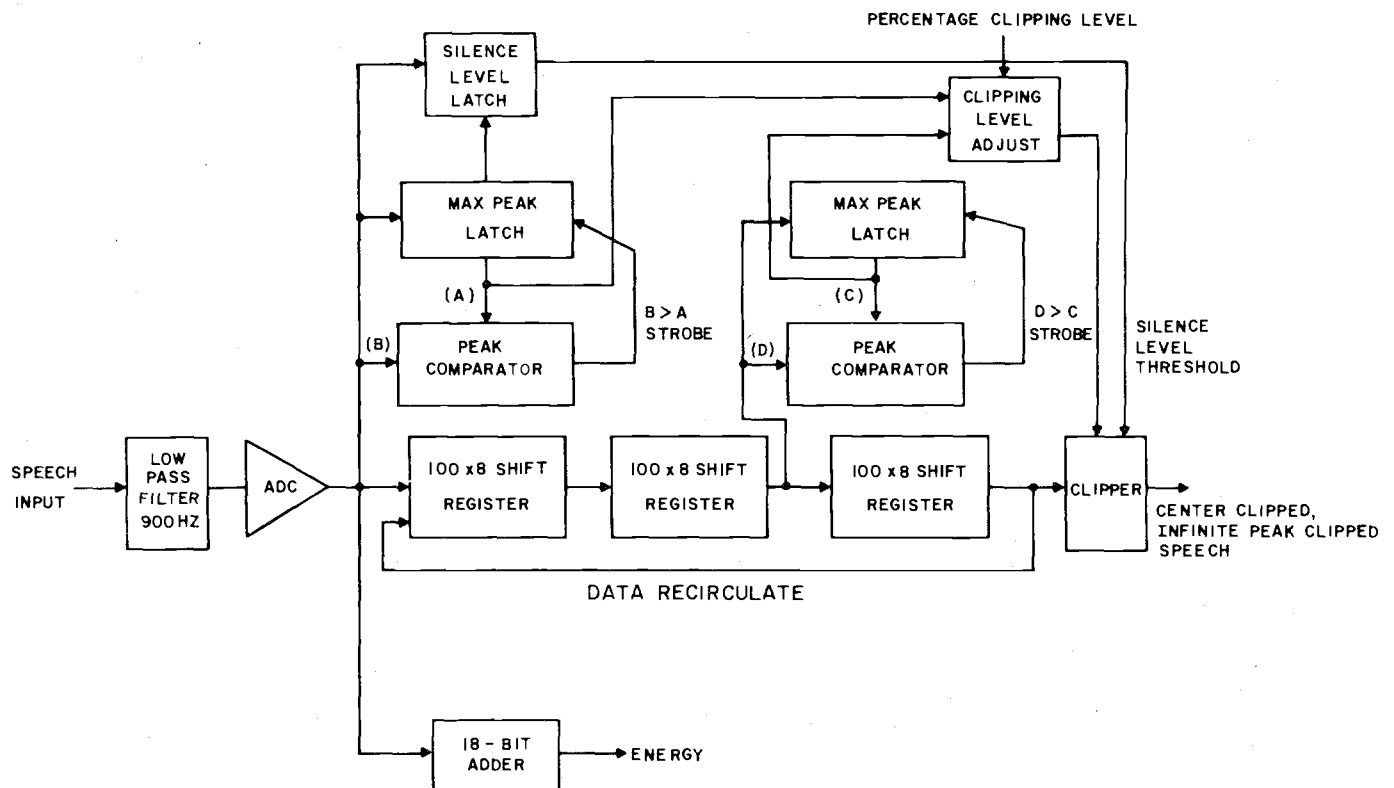 PERCENTAGE CLIPPING LEVEL
SILENCE
LEVEL
LATCH
CLIPPING
LEVEL
ADJUST
MAX PEAK
LATCH
MAX PEAK
LATCH
(A)
B > A
STROBE
(C)
D > C
STROBE
SILENCE
LEVEL
THRESHOLD
(B)
PEAK
COMPARATOR
(D)
PEAK
COMPARATOR
SPEECH
INPUT
LOW
PASS
FILTER
900 HZ
ADC
100 x 8 SHIFT
REGISTER
100 x 8 SHIFT
REGISTER
100 x 8 SHIFT
REGISTER
CLIPPER
CENTER CLIPPED,
INFINITE PEAK CLIPPED
SPEECH
DATA RECIRCULATE
18-BIT
ADDER
ENERGY